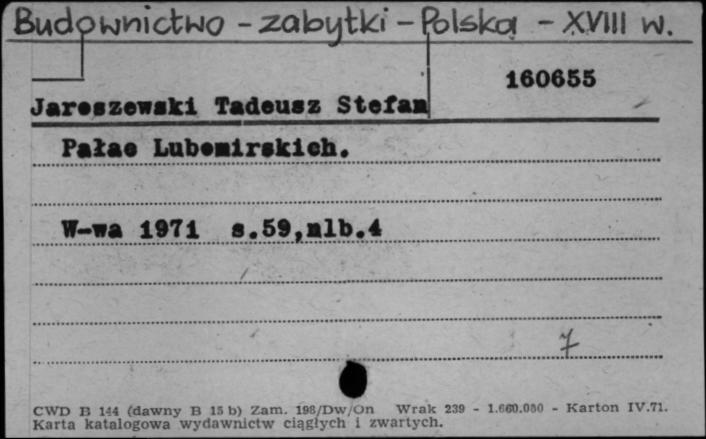 Budownictwo - zabytki - Polska - XVIII w.
160655
Jaroszewski Tadeusz Stefan
Pałac Lubomirskich.
W-wa 1971 s.59,nlb.4
7
CWD B 144 (dawny B 15 b) Zam. 198/Dw/On Wrak 239 - 1.660.000 - Karton IV.71.
Karta katalogowa wydawnictw ciągłych i zwartych.